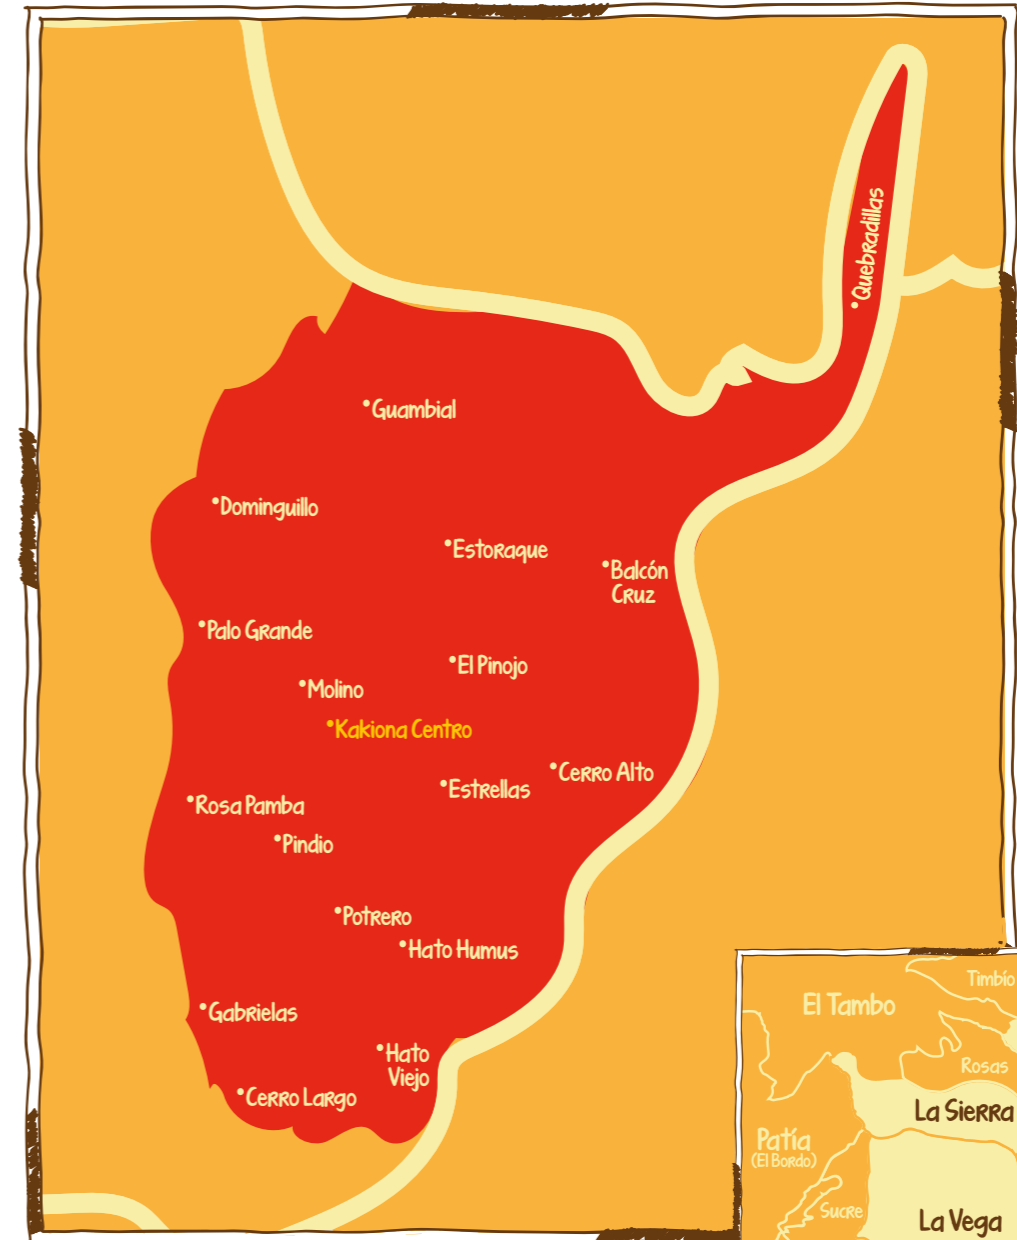 Quebradillas
Guambial
Dominguillo
Estoraque
Balcón
Cruz
Palo Grande
El Pinojo
Molino
Kakiona Centro
Cerro Alto
Estrellas
Rosa Pamba
Pindio
Potrero
Hato Humus
Gabrielas
Hato
Viejo
Cerro Largo
Timbío
El Tambo
Rosas
La Sierra
Patía
(El Bordo)
Sucre
La Vega